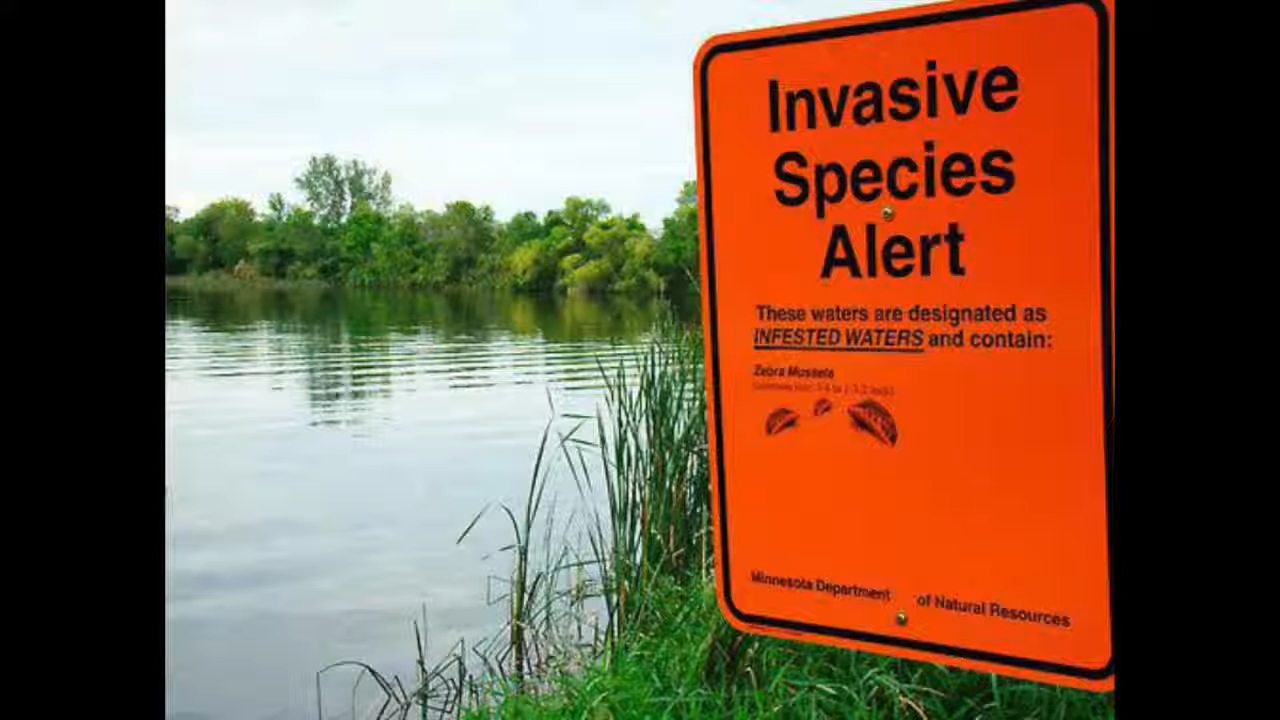 Invasive
Species
Alert
These waters are designated as
INFESTED WATERS and contain:
Zebra Mussels
Minnesota Department of Natural Resources